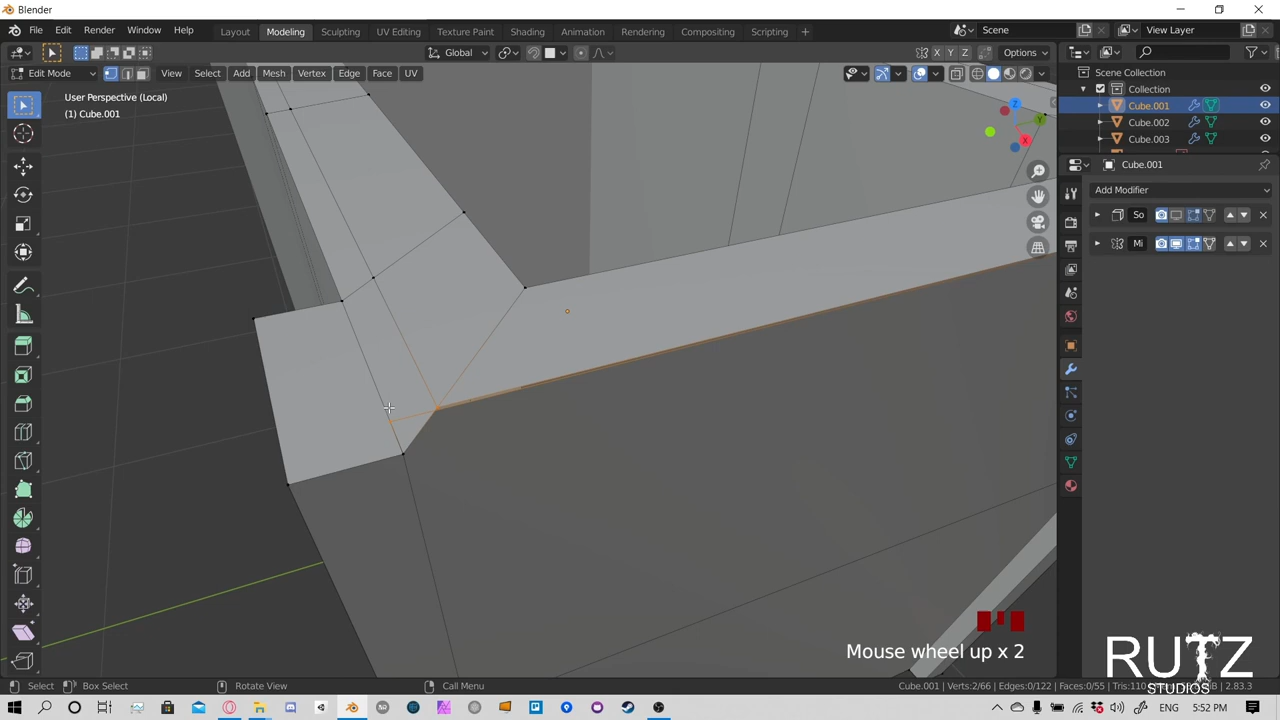 Blender
File Edit Render Window Help
Layout Modeling Sculpting UV Editing Texture Paint Shading Animation Rendering Compositing Scripting +
Scene
View Layer
Global
X Y Z
Options
Edit Mode
View Select Add Mesh Vertex Edge Face UV
User Perspective (Local)
(1) Cube.001
Z
Y
X
Scene Collection
Collection
Cube.001
Cube.002
Cube.003
Cube.001
Add Modifier
So
Mi
Mouse wheel up x 2
RUTZ
STUDIOS
Select
Box Select
Rotate View
Call Menu
Cube.001 | Verts:2/66 | Edges:0/122 | Faces:0/55 | Tris:110
2.83.3
ENG
5:52 PM